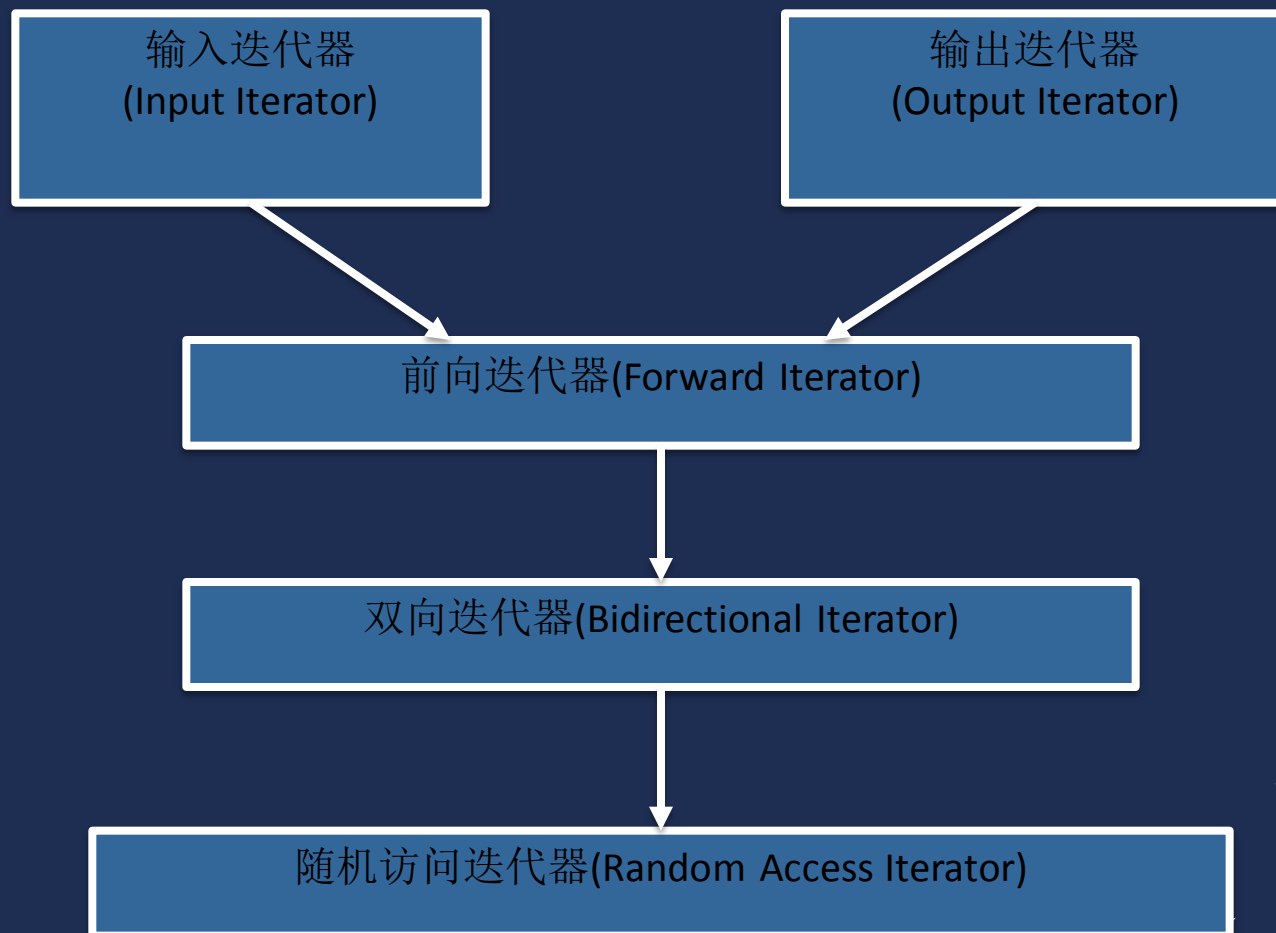 输入迭代器
(Input Iterator)
输出迭代器
(Output Iterator)
前向迭代器(Forward Iterator)
双向迭代器(Bidirectional Iterator)
随机访问迭代器(Random Access Iterator)